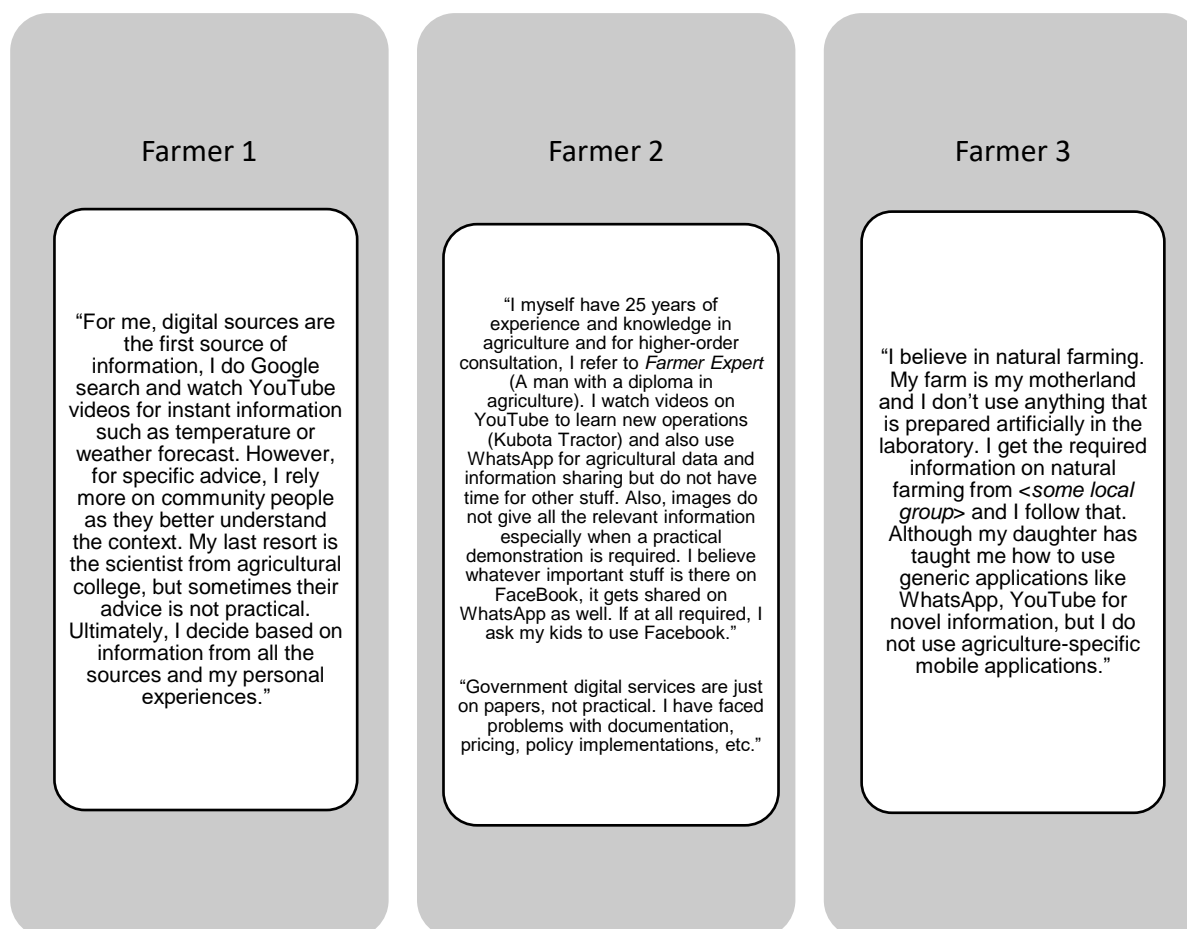 Farmer 1
“For me, digital sources are
the first source of
information, I do Google
search and watch YouTube
videos for instant information
such as temperature or
weather forecast. However,
for specific advice, I rely
more on community people
as they better understand
the context. My last resort is
the scientist from agricultural
college, but sometimes their
advice is not practical.
Ultimately, I decide based on
information from all the
sources and my personal
experiences.”
Farmer 2
“I myself have 25 years of
experience and knowledge in
agriculture and for higher-order
consultation, I refer to Farmer Expert
(A man with a diploma in
agriculture). I watch videos on
YouTube to learn new operations
(Kubota Tractor) and also use
WhatsApp for agricultural data and
information sharing but do not have
time for other stuff. Also, images do
not give all the relevant information
especially when a practical
demonstration is required. I believe
whatever important stuff is there on
FaceBook, it gets shared on
WhatsApp as well. If at all required, I
ask my kids to use Facebook.”
“Government digital services are just
on papers, not practical. I have faced
problems with documentation,
pricing, policy implementations, etc.”
Farmer 3
“I believe in natural farming.
My farm is my motherland
and I don’t use anything that
is prepared artificially in the
laboratory. I get the required
information on natural
farming from <some local
group> and I follow that.
Although my daughter has
taught me how to use
generic applications like
WhatsApp, YouTube for
novel information, but I do
not use agriculture-specific
mobile applications.”